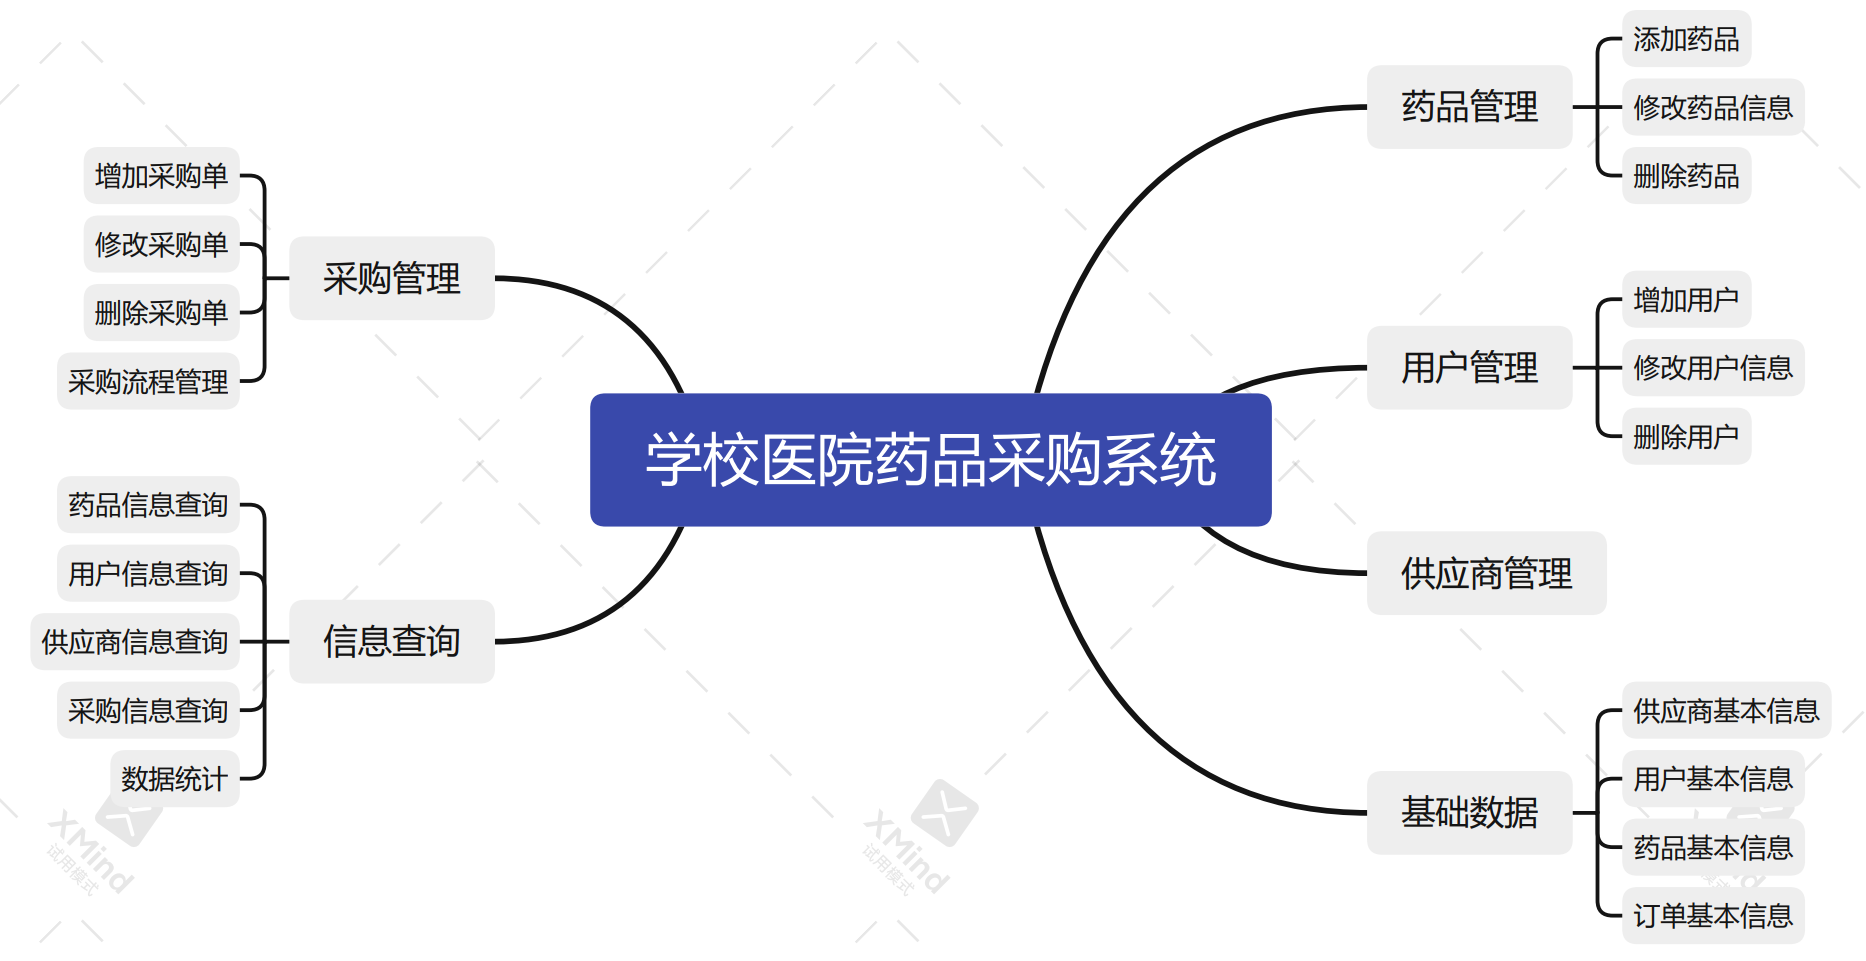 学校医院药品采购系统
药品管理
添加药品
修改药品信息
删除药品
用户管理
增加用户
修改用户信息
删除用户
供应商管理
基础数据
供应商基本信息
用户基本信息
药品基本信息
订单基本信息
采购管理
增加采购单
修改采购单
删除采购单
采购流程管理
信息查询
药品信息查询
用户信息查询
供应商信息查询
采购信息查询
数据统计
XMind
试用模式
XMind
试用模式